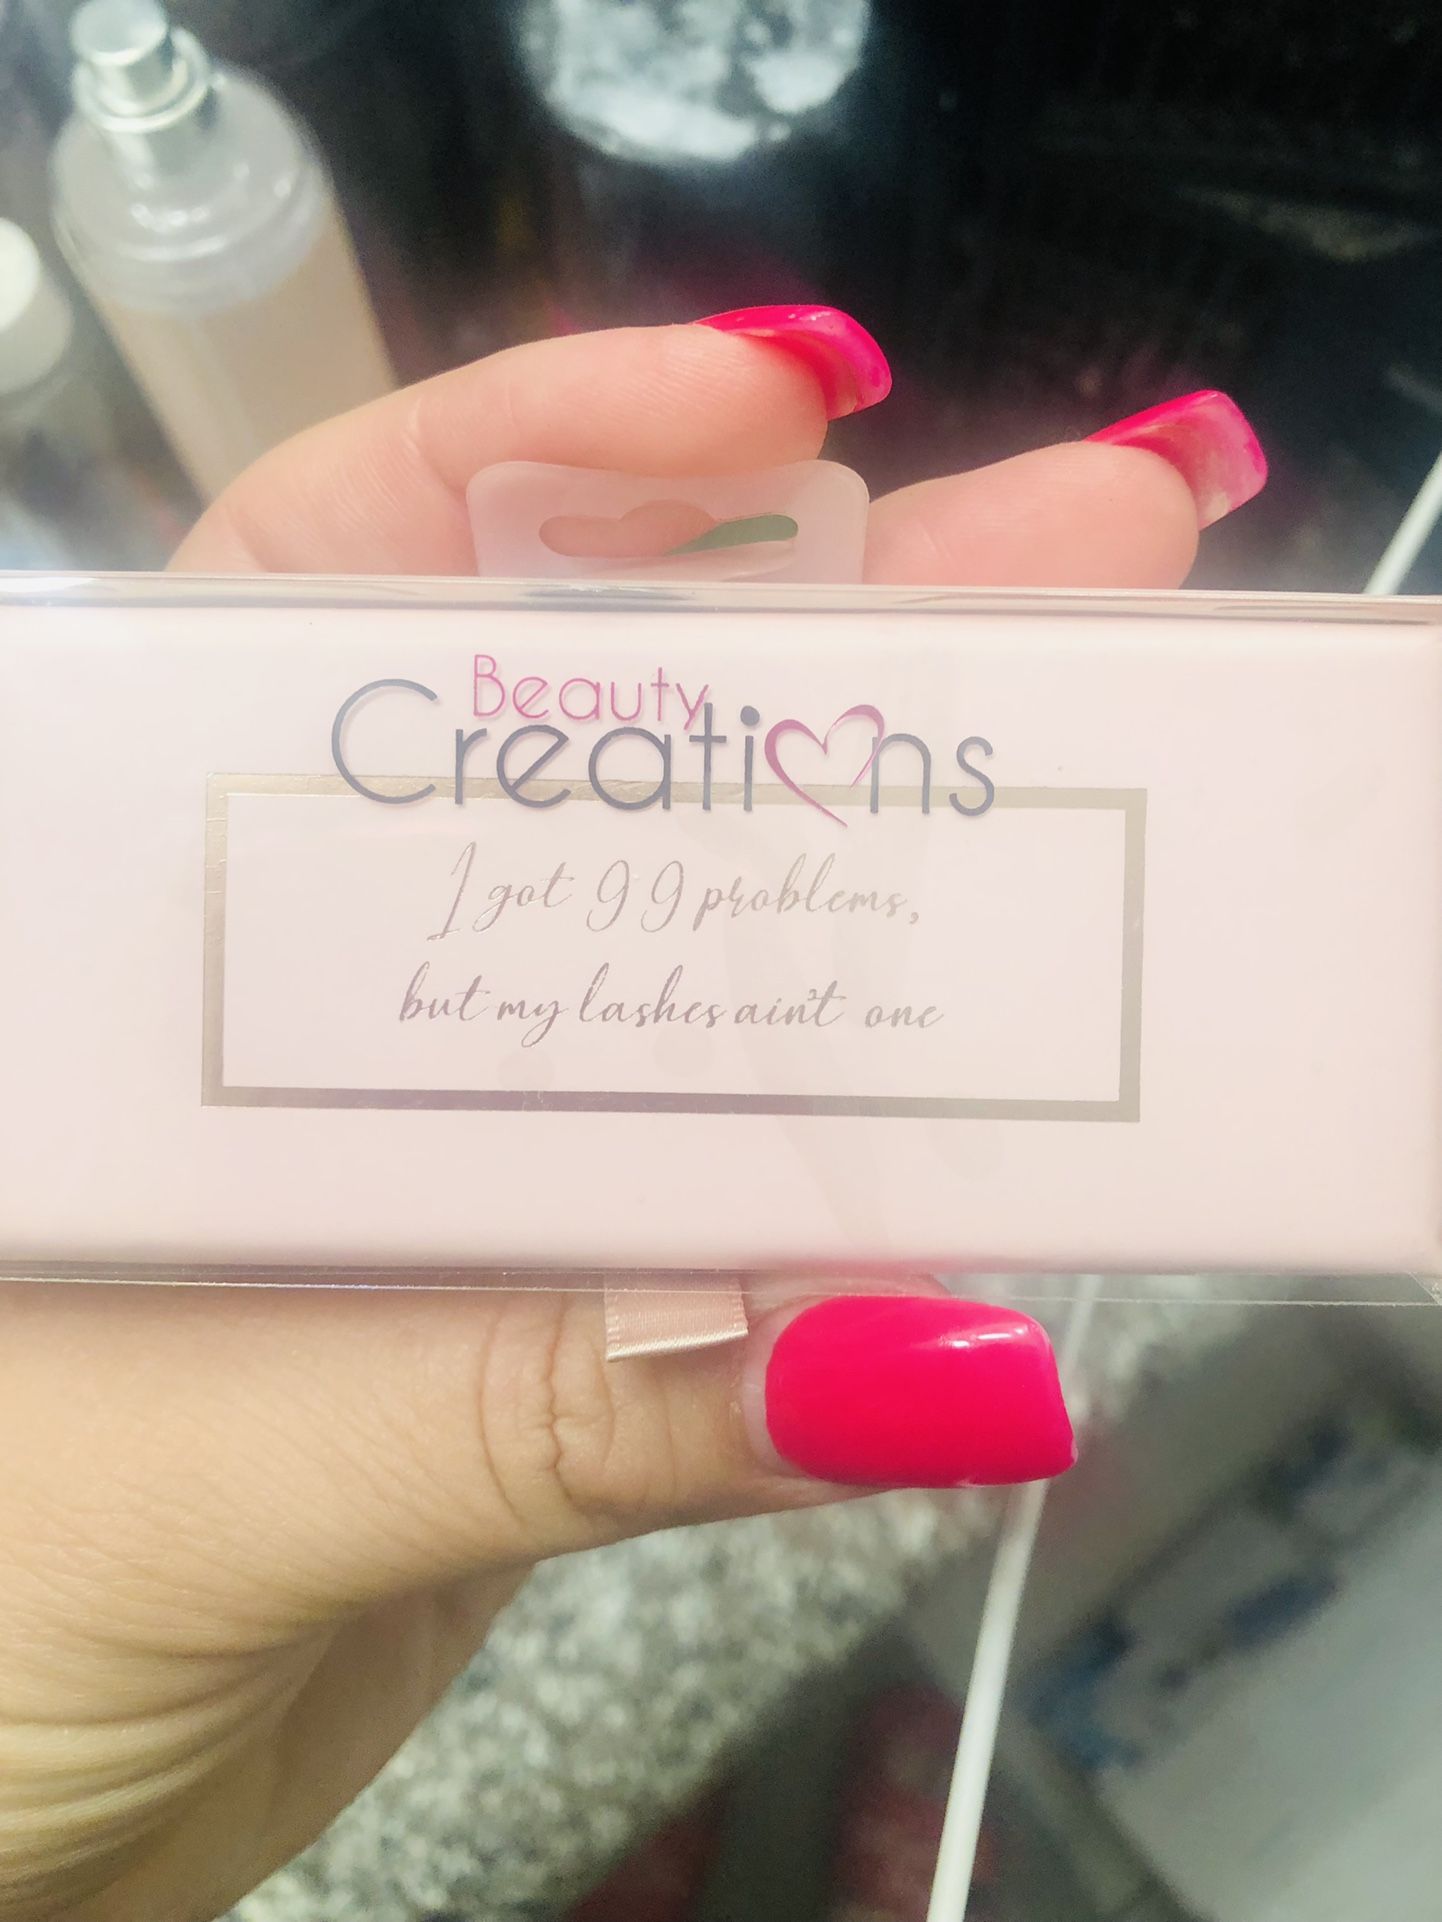 Beauty
Creations
I got 99 problems,
but my lashes ain't one